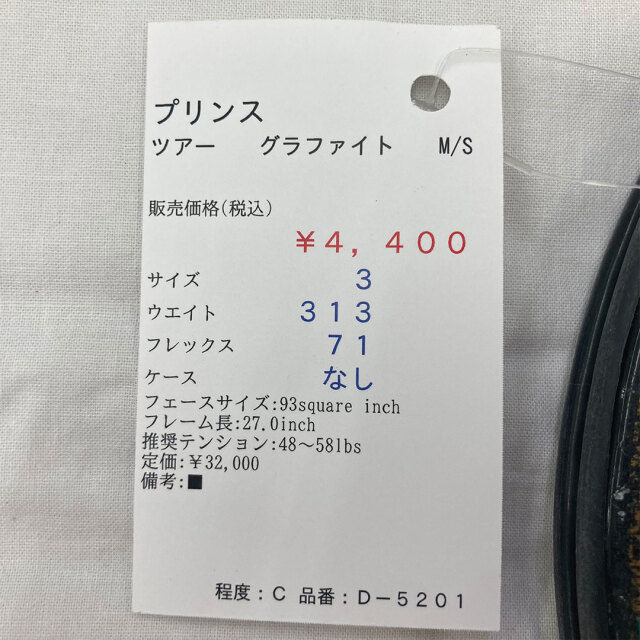 プリンス
ツアー　グラファイト　M/S
販売価格(税込)
￥４，４００
サイズ　３
ウエイト　３１３
フレックス　７１
ケース　なし
フェースサイズ:93square inch
フレーム長:27.0inch
推奨テンション:48～58lbs
定価:￥32,000
備考:■
程度：Ｃ 品番：Ｄ－５２０１